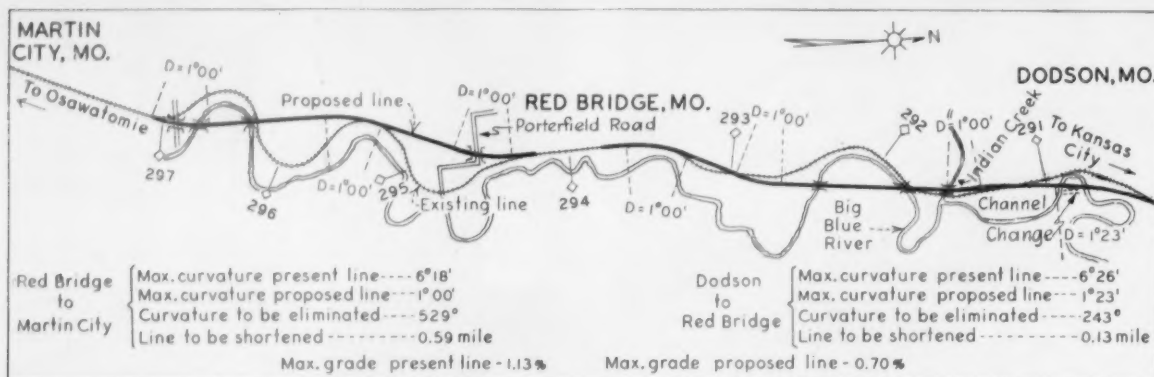 MARTIN
CITY, MO.
N
DODSON, MO.
To Osawatomie
D=1°00'
Proposed line
D=1°00'
RED BRIDGE, MO.
Porterfield Road
293
D=1°00'
292
D=1°00'
Indian Creek
291
To Kansas
City
297
296
D=1°00'
295
Existing line
294
D=1°00'
Big
Blue
River
Channel
Change
D=1°23'
Red Bridge
to
Martin City
Max. curvature present line---- 6°18'
Max. curvature proposed line--- 1°00'
Curvature to be eliminated ----- 529°
Line to be shortened --------- 0.59 mile
Dodson
to
Red Bridge
Max. curvature present line---- 6°26'
Max. curvature proposed line---- 1°23'
Curvature to be eliminated ------ 243°
Line to be shortened ---------- 0.13 mile
Max. grade present line - 1.13%
Max. grade proposed line - 0.70%